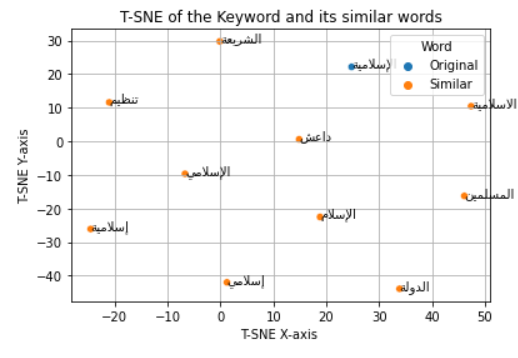 T-SNE of the Keyword and its similar words
T-SNE Y-axis
30
20
10
0
−10
−20
−30
−40
Word
Original
Similar
الشريعة
الإسلامية
تنظيم
الاسلامية
داعش
الإسلامي
المسلمين
الإسلام
إسلامية
إسلامي
الدولة
−20
−10
0
10
20
30
40
50
T-SNE X-axis